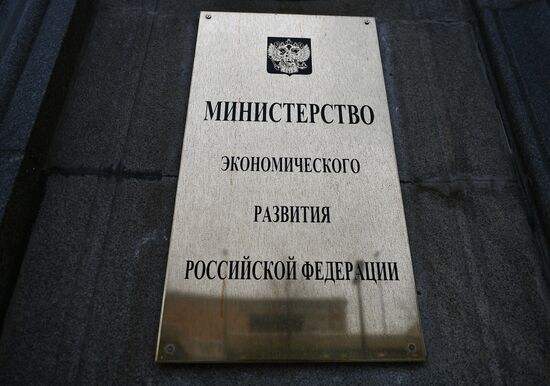 МИНИСТЕРСТВО
ЭКОНОМИЧЕСКОГО
РАЗВИТИЯ
РОССИЙСКОЙ ФЕДЕРАЦИИ